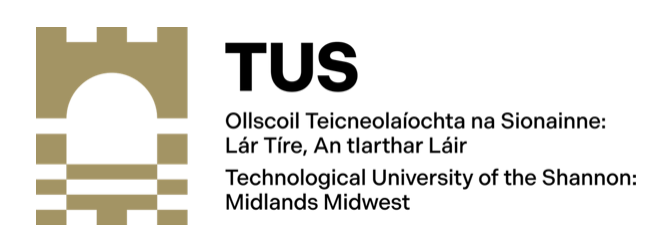 TUS
Ollscoil Teicneolaíochta na Sionainne:
Lár Tíre, An tIarthar Láir
Technological University of the Shannon:
Midlands Midwest